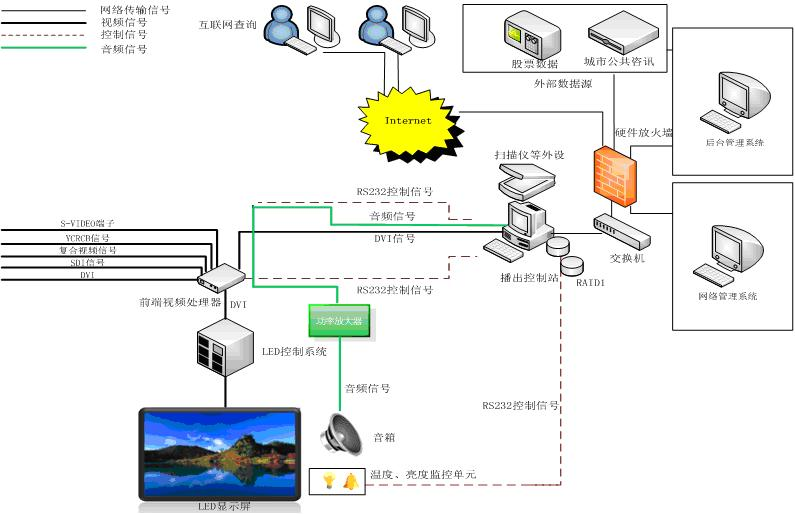 网络传输信号
视频信号
控制信号
音频信号
互联网查询
股票数据
城市公共咨讯
外部数据源
Internet
硬件放火墙
后台管理系统
扫描仪等外设
RS232控制信号
音频信号
DVI信号
S-VIDEO端子
YCRCB信号
复合视频信号
SDI信号
DVI
交换机
播出控制站
RAID1
网络管理系统
RS232控制信号
前端视频处理器
DVI
功率放大器
LED控制系统
音频信号
RS232控制信号
音箱
温度、亮度监控单元
LED显示屏